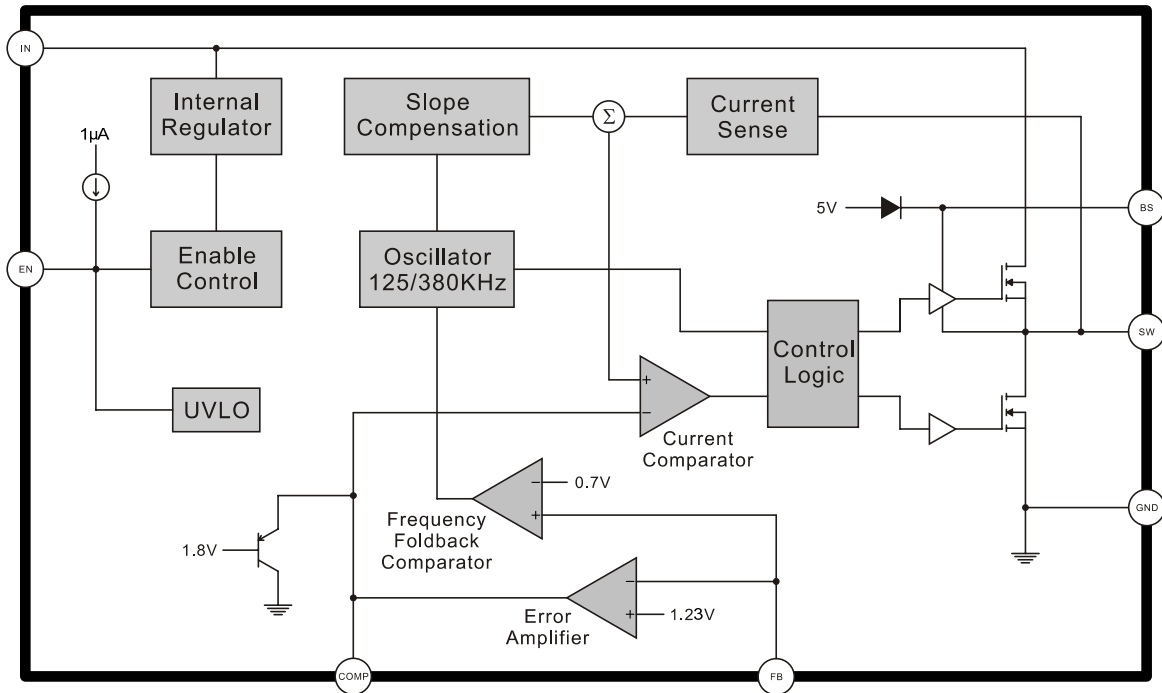 IN
Internal
Regulator
Slope
Compensation
Σ
Current
Sense
1µA
5V
BS
EN
Enable
Control
Oscillator
125/380KHz
SW
Control
Logic
UVLO
+
−
Current
Comparator
−
0.7V
+
Frequency
Foldback
Comparator
GND
1.8V
−
+
1.23V
Error
Amplifier
COMP
FB